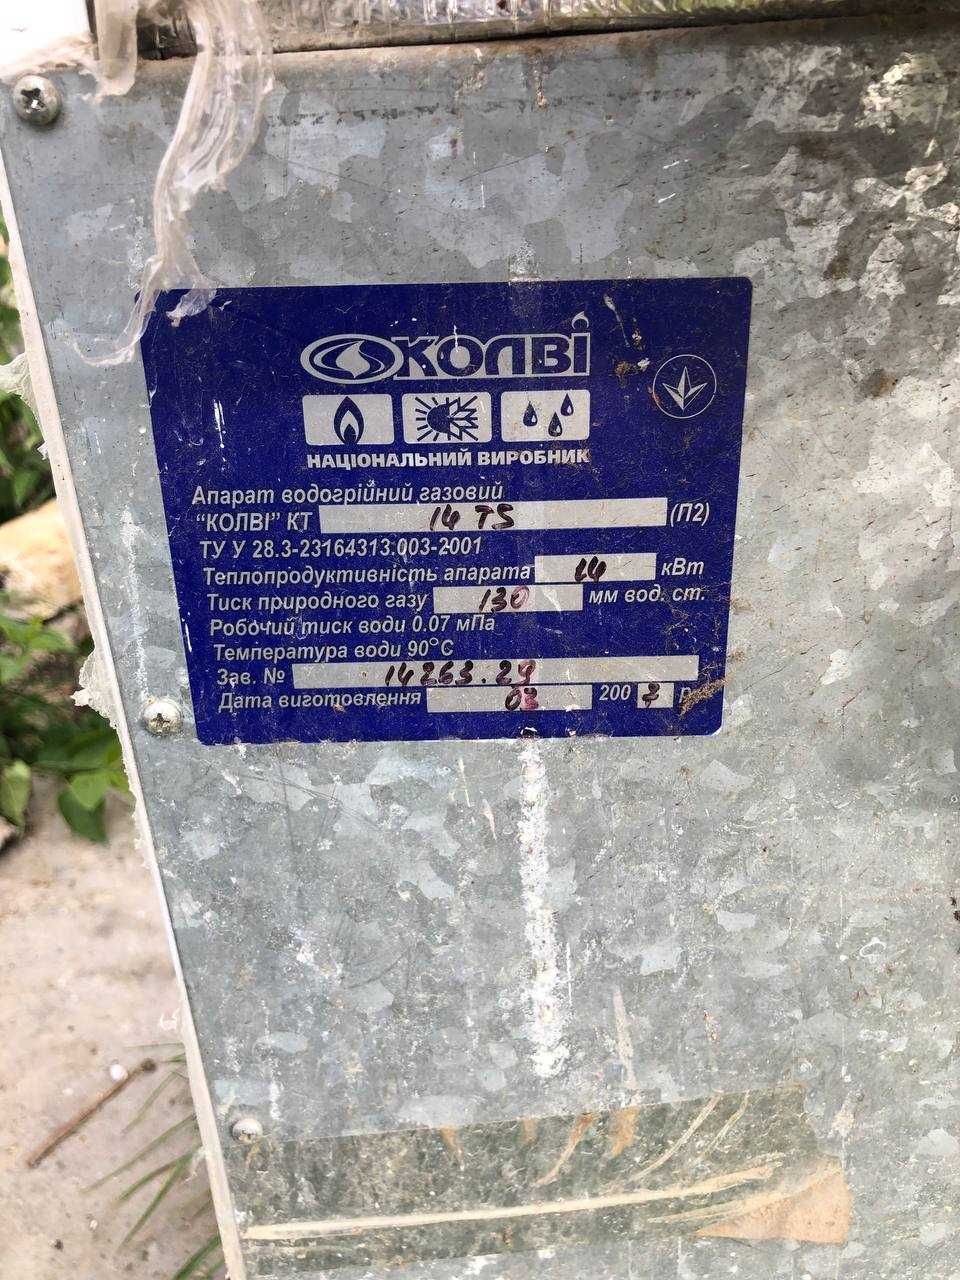 КОЛВІ
НАЦІОНАЛЬНИЙ ВИРОБНИК
Апарат водогрійний газовий
"КОЛВІ" КТ 14 TS (П2)
ТУ У 28.3-23164313.003-2001
Теплопродуктивність апарата 14 кВт
Тиск природного газу 130 мм вод. ст.
Робочий тиск води 0.07 мПа
Температура води 90°С
Зав. № 14263.29
Дата виготовлення 03 200 р.